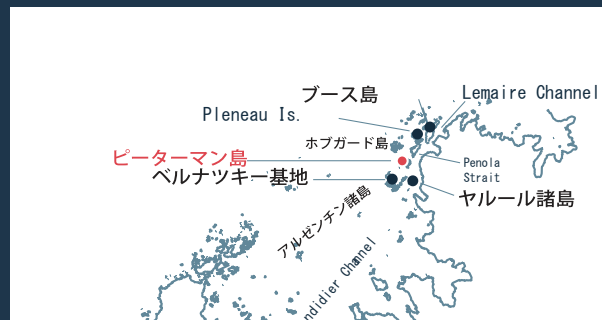 ブース島
Lemaire Channel
Pleneau Is.
ホブガード島
ピーターマン島
Penola
Strait
ベルナツキー基地
ヤルール諸島
アルゼンチン諸島
Channel